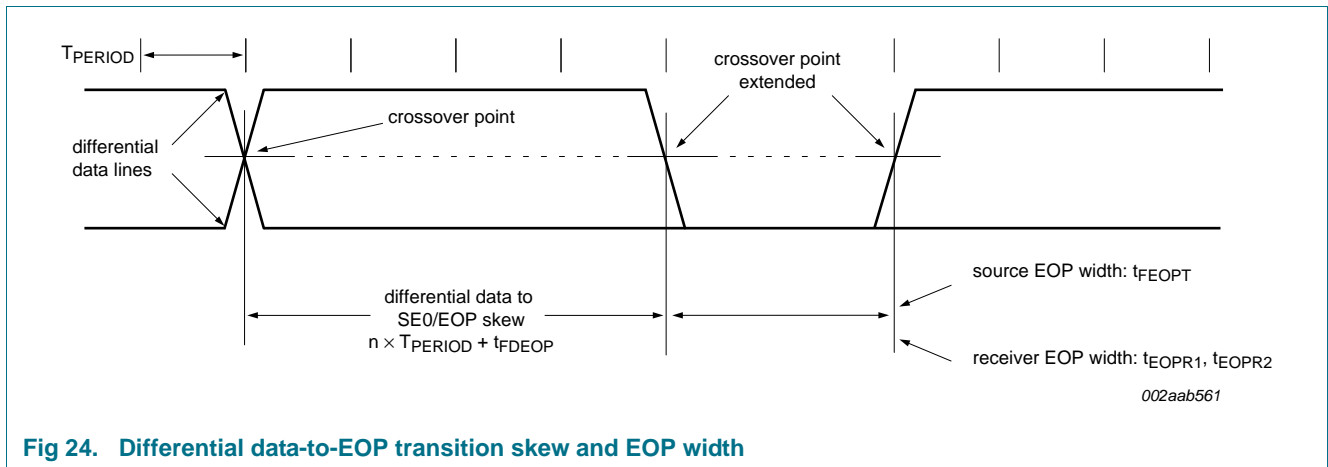 TPERIOD
crossover point
extended
crossover point
differential
data lines
differential data to
SE0/EOP skew
n × TPERIOD + tFDEOP
source EOP width: tFEOPT
receiver EOP width: tEOPR1, tEOPR2
002aab561
Fig 24. Differential data-to-EOP transition skew and EOP width